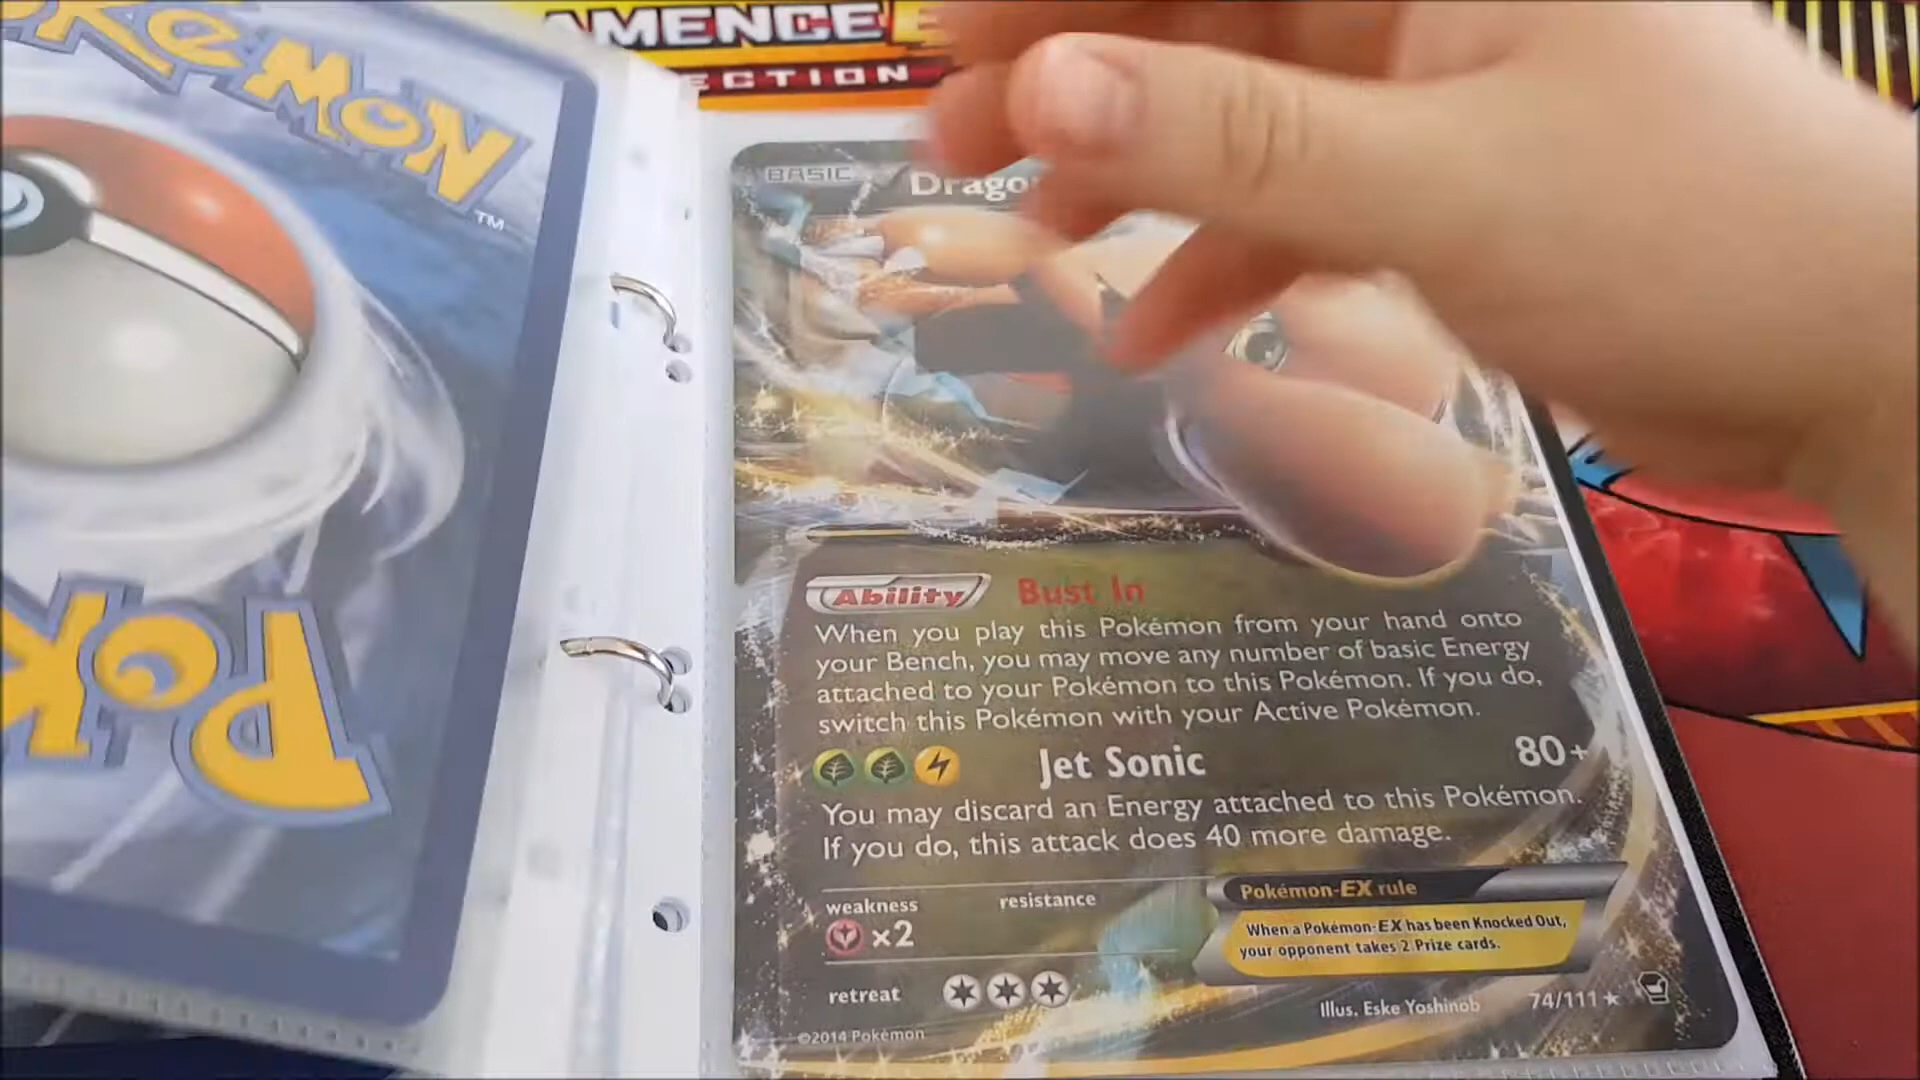 AMENCE
ECTION
POKéMON
™
POKé
BASIC
Drago
Ability Bust In
When you play this Pokémon from your hand onto
your Bench, you may move any number of basic Energy
attached to your Pokémon to this Pokémon. If you do,
switch this Pokémon with your Active Pokémon.
Jet Sonic 80+
You may discard an Energy attached to this Pokémon.
If you do, this attack does 40 more damage.
weakness resistance
×2
Pokémon-EX rule
When a Pokémon-EX has been Knocked Out,
your opponent takes 2 Prize cards.
retreat
Illus. Eske Yoshinob 74/111 ★
©2014 Pokémon